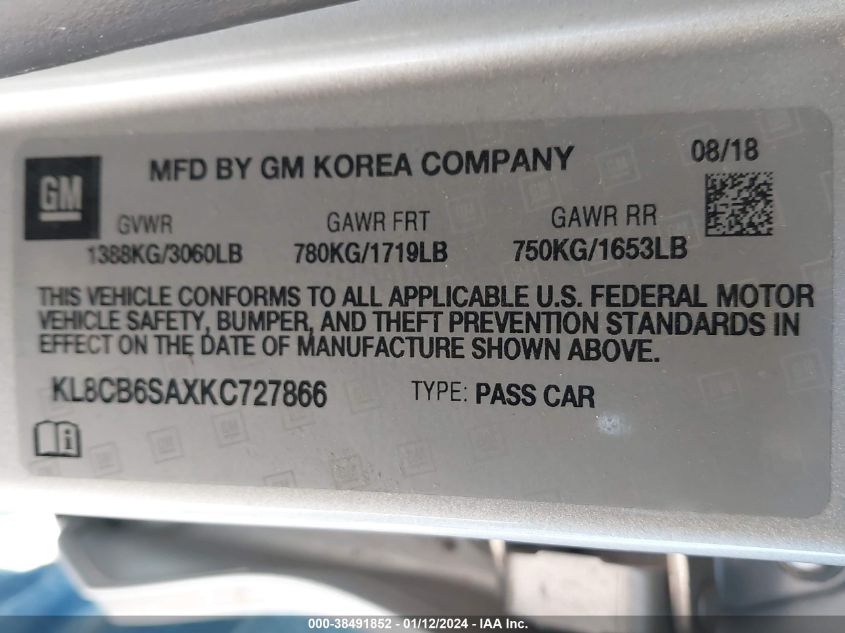 MFD BY GM KOREA COMPANY 08/18
GM
GVWR GAWR FRT GAWR RR
1388KG/3060LB 780KG/1719LB 750KG/1653LB
THIS VEHICLE CONFORMS TO ALL APPLICABLE U.S. FEDERAL MOTOR
VEHICLE SAFETY, BUMPER, AND THEFT PREVENTION STANDARDS IN
EFFECT ON THE DATE OF MANUFACTURE SHOWN ABOVE.
KL8CB6SAXKC727866 TYPE: PASS CAR
000-38491852 - 01/12/2024 - IAA Inc.